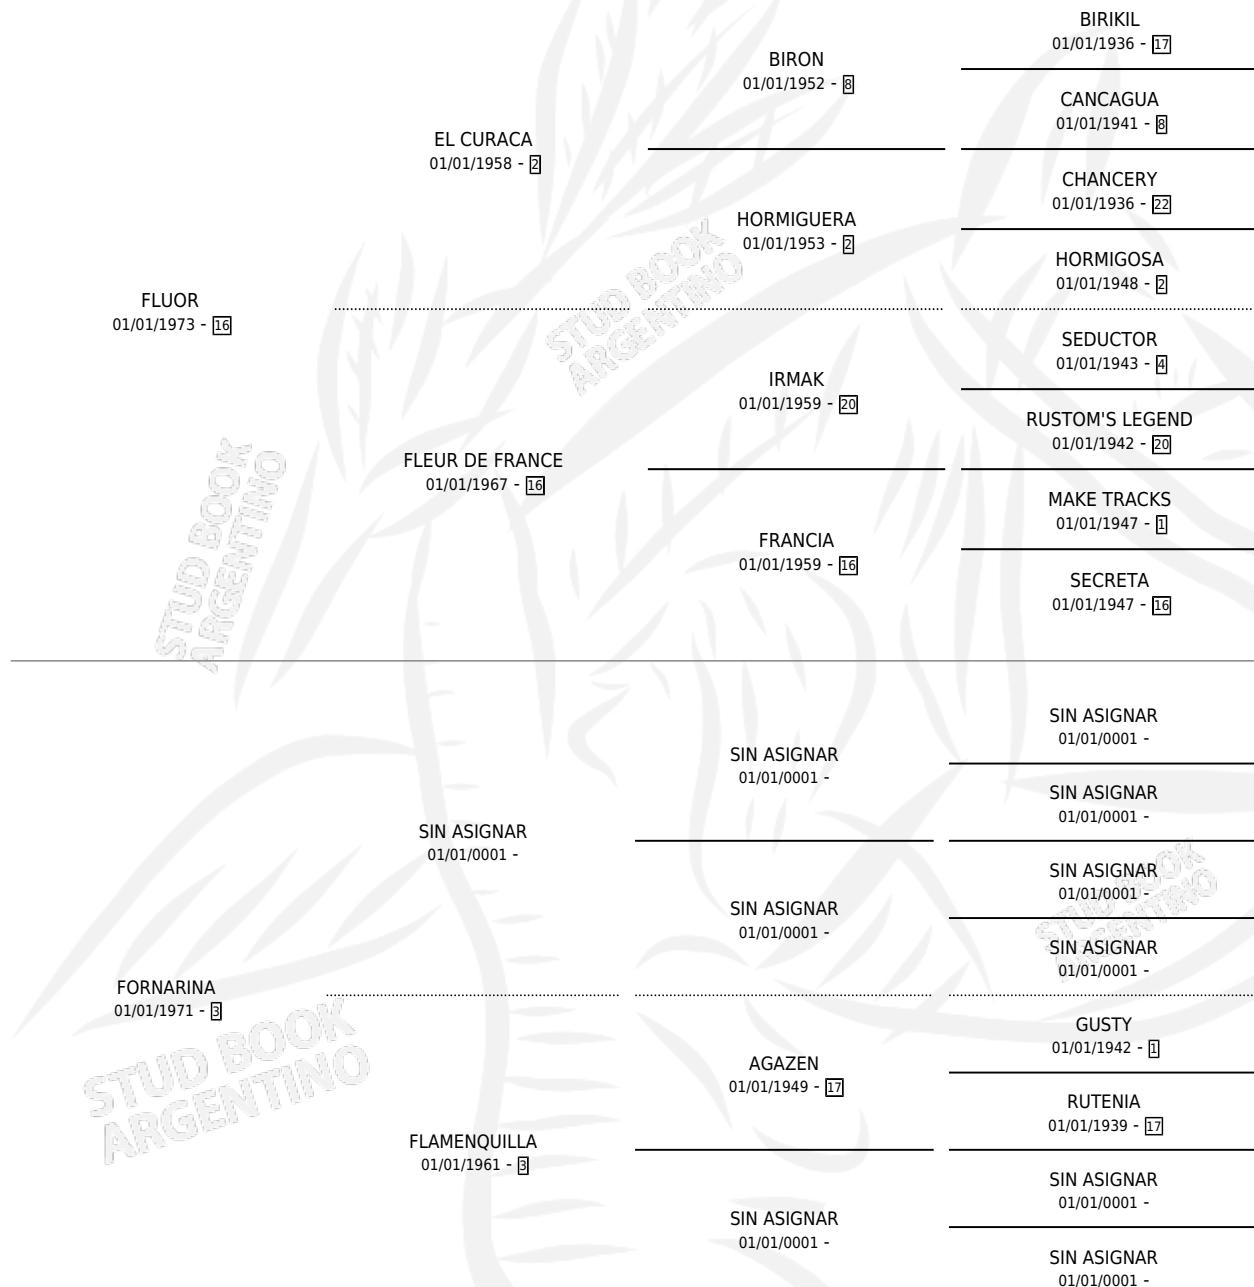 BIRIKIL
01/01/1936 - 17
BIRON
01/01/1952 - 8
CANCAGUA
01/01/1941 - 8
EL CURACA
01/01/1958 - 2
CHANCERY
01/01/1936 - 22
HORMIGUERA
01/01/1953 - 2
HORMIGOSA
01/01/1948 - 2
FLUOR
01/01/1973 - 16
SEDUCTOR
01/01/1943 - 4
IRMAK
01/01/1959 - 20
RUSTOM'S LEGEND
01/01/1942 - 20
FLEUR DE FRANCE
01/01/1967 - 16
MAKE TRACKS
01/01/1947 - 1
FRANCIA
01/01/1959 - 16
SECRETA
01/01/1947 - 16
SIN ASIGNAR
01/01/0001 -
SIN ASIGNAR
01/01/0001 -
SIN ASIGNAR
01/01/0001 -
SIN ASIGNAR
01/01/0001 -
SIN ASIGNAR
01/01/0001 -
SIN ASIGNAR
01/01/0001 -
SIN ASIGNAR
01/01/0001 -
FORNARINA
01/01/1971 - 3
GUSTY
01/01/1942 - 1
AGAZEN
01/01/1949 - 17
RUTENIA
01/01/1939 - 17
FLAMENQUILLA
01/01/1961 - 3
SIN ASIGNAR
01/01/0001 -
SIN ASIGNAR
01/01/0001 -
SIN ASIGNAR
01/01/0001 -
STUD BOOK
ARGENTINO
STUD BOOK
ARGENTINO
STUD BOOK
ARGENTINO
STUD BOOK
ARGENTINO